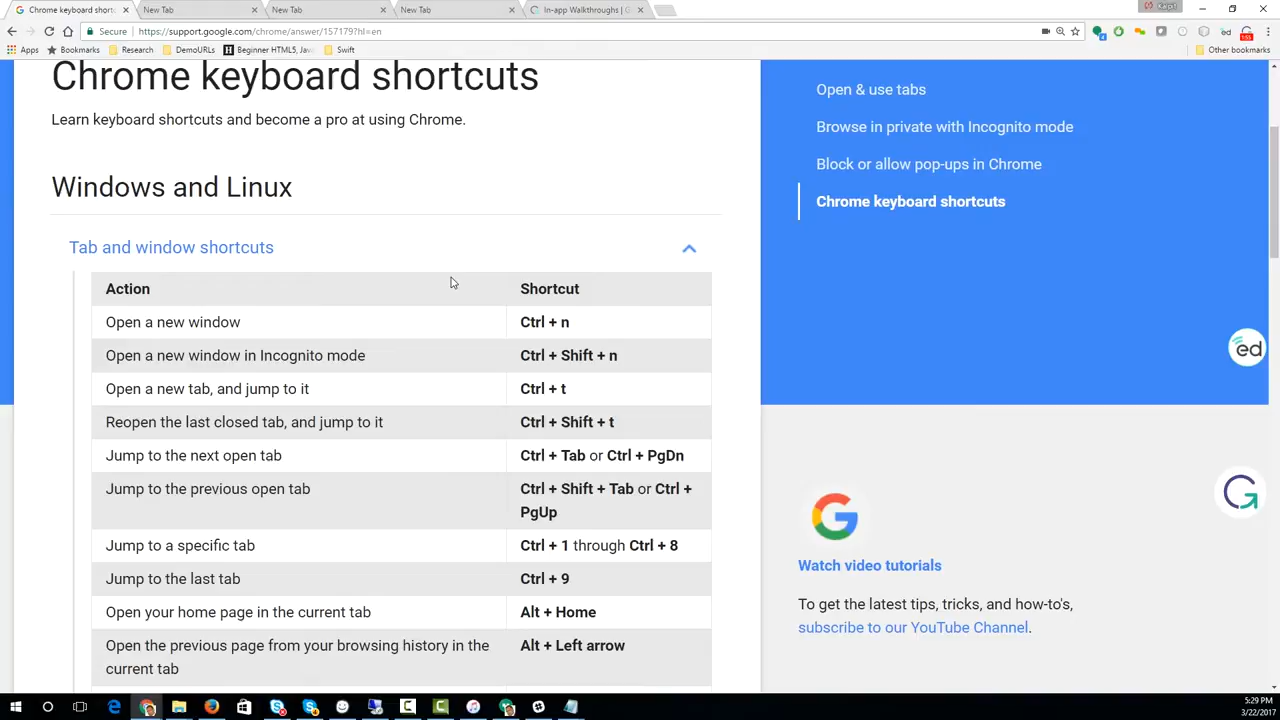 Chrome keyboard short
New Tab
New Tab
New Tab
In-app Walkthroughs | G
Secure
https://support.google.com/chrome/answer/157179?hl=en
Apps
Bookmarks
Research
DemoURLs
Beginner HTML5, Jav
Swift
Other bookmarks
Chrome keyboard shortcuts
Learn keyboard shortcuts and become a pro at using Chrome.
Windows and Linux
Tab and window shortcuts
Action Shortcut
Open a new window Ctrl + n
Open a new window in Incognito mode Ctrl + Shift + n
Open a new tab, and jump to it Ctrl + t
Reopen the last closed tab, and jump to it Ctrl + Shift + t
Jump to the next open tab Ctrl + Tab or Ctrl + PgDn
Jump to the previous open tab Ctrl + Shift + Tab or Ctrl +
PgUp
Jump to a specific tab Ctrl + 1 through Ctrl + 8
Jump to the last tab Ctrl + 9
Open your home page in the current tab Alt + Home
Open the previous page from your browsing history in the Alt + Left arrow
current tab
Open & use tabs
Browse in private with Incognito mode
Block or allow pop-ups in Chrome
Chrome keyboard shortcuts
ed
Watch video tutorials
To get the latest tips, tricks, and how-to's,
subscribe to our YouTube Channel.
5:29 PM
3/22/2017